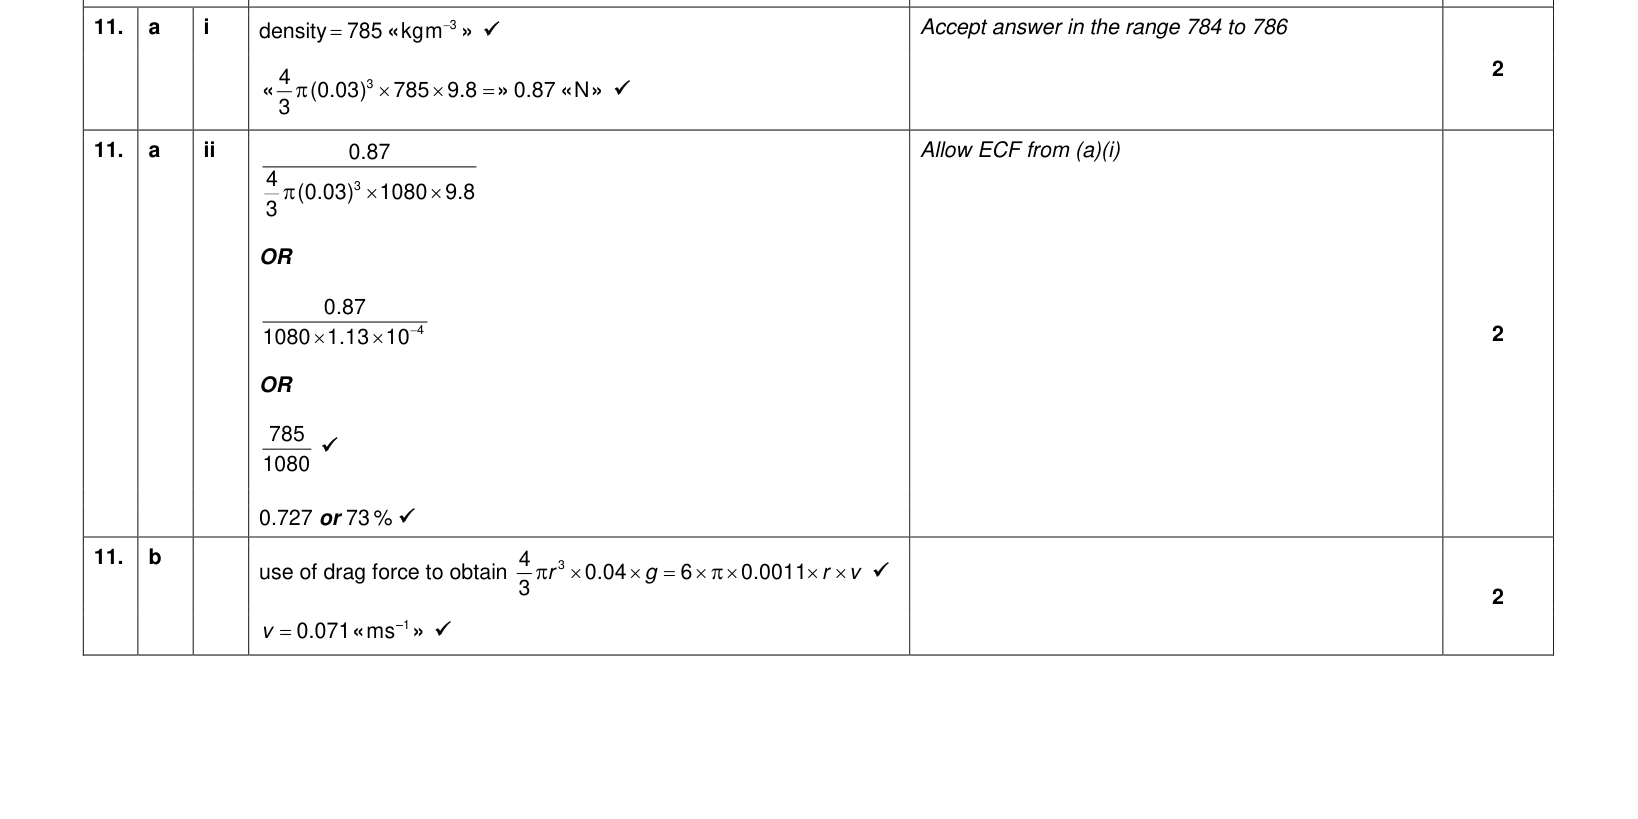 11. a i density = 785 «kgm⁻³» ✓ Accept answer in the range 784 to 786
«4/3 π(0.03)³ × 785 × 9.8 =» 0.87 «N» ✓
2
11. a ii 0.87 / (4/3 π(0.03)³ × 1080 × 9.8) Allow ECF from (a)(i)
OR
0.87 / (1080 × 1.13 × 10⁻⁴)
2
OR
785 / 1080 ✓
0.727 or 73% ✓
11. b use of drag force to obtain 4/3 πr³ × 0.04 × g = 6 × π × 0.0011 × r × v ✓
2
v = 0.071 «ms⁻¹» ✓